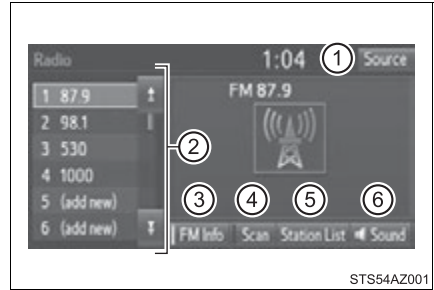 Radio 1:04 1 Source
1 87.9
FM 87.9
2 98.1
3 530
4 1000
5 (add new)
6 (add new)
2
3 4 5 6
FM Info Scan Station List Sound
STS54AZ001